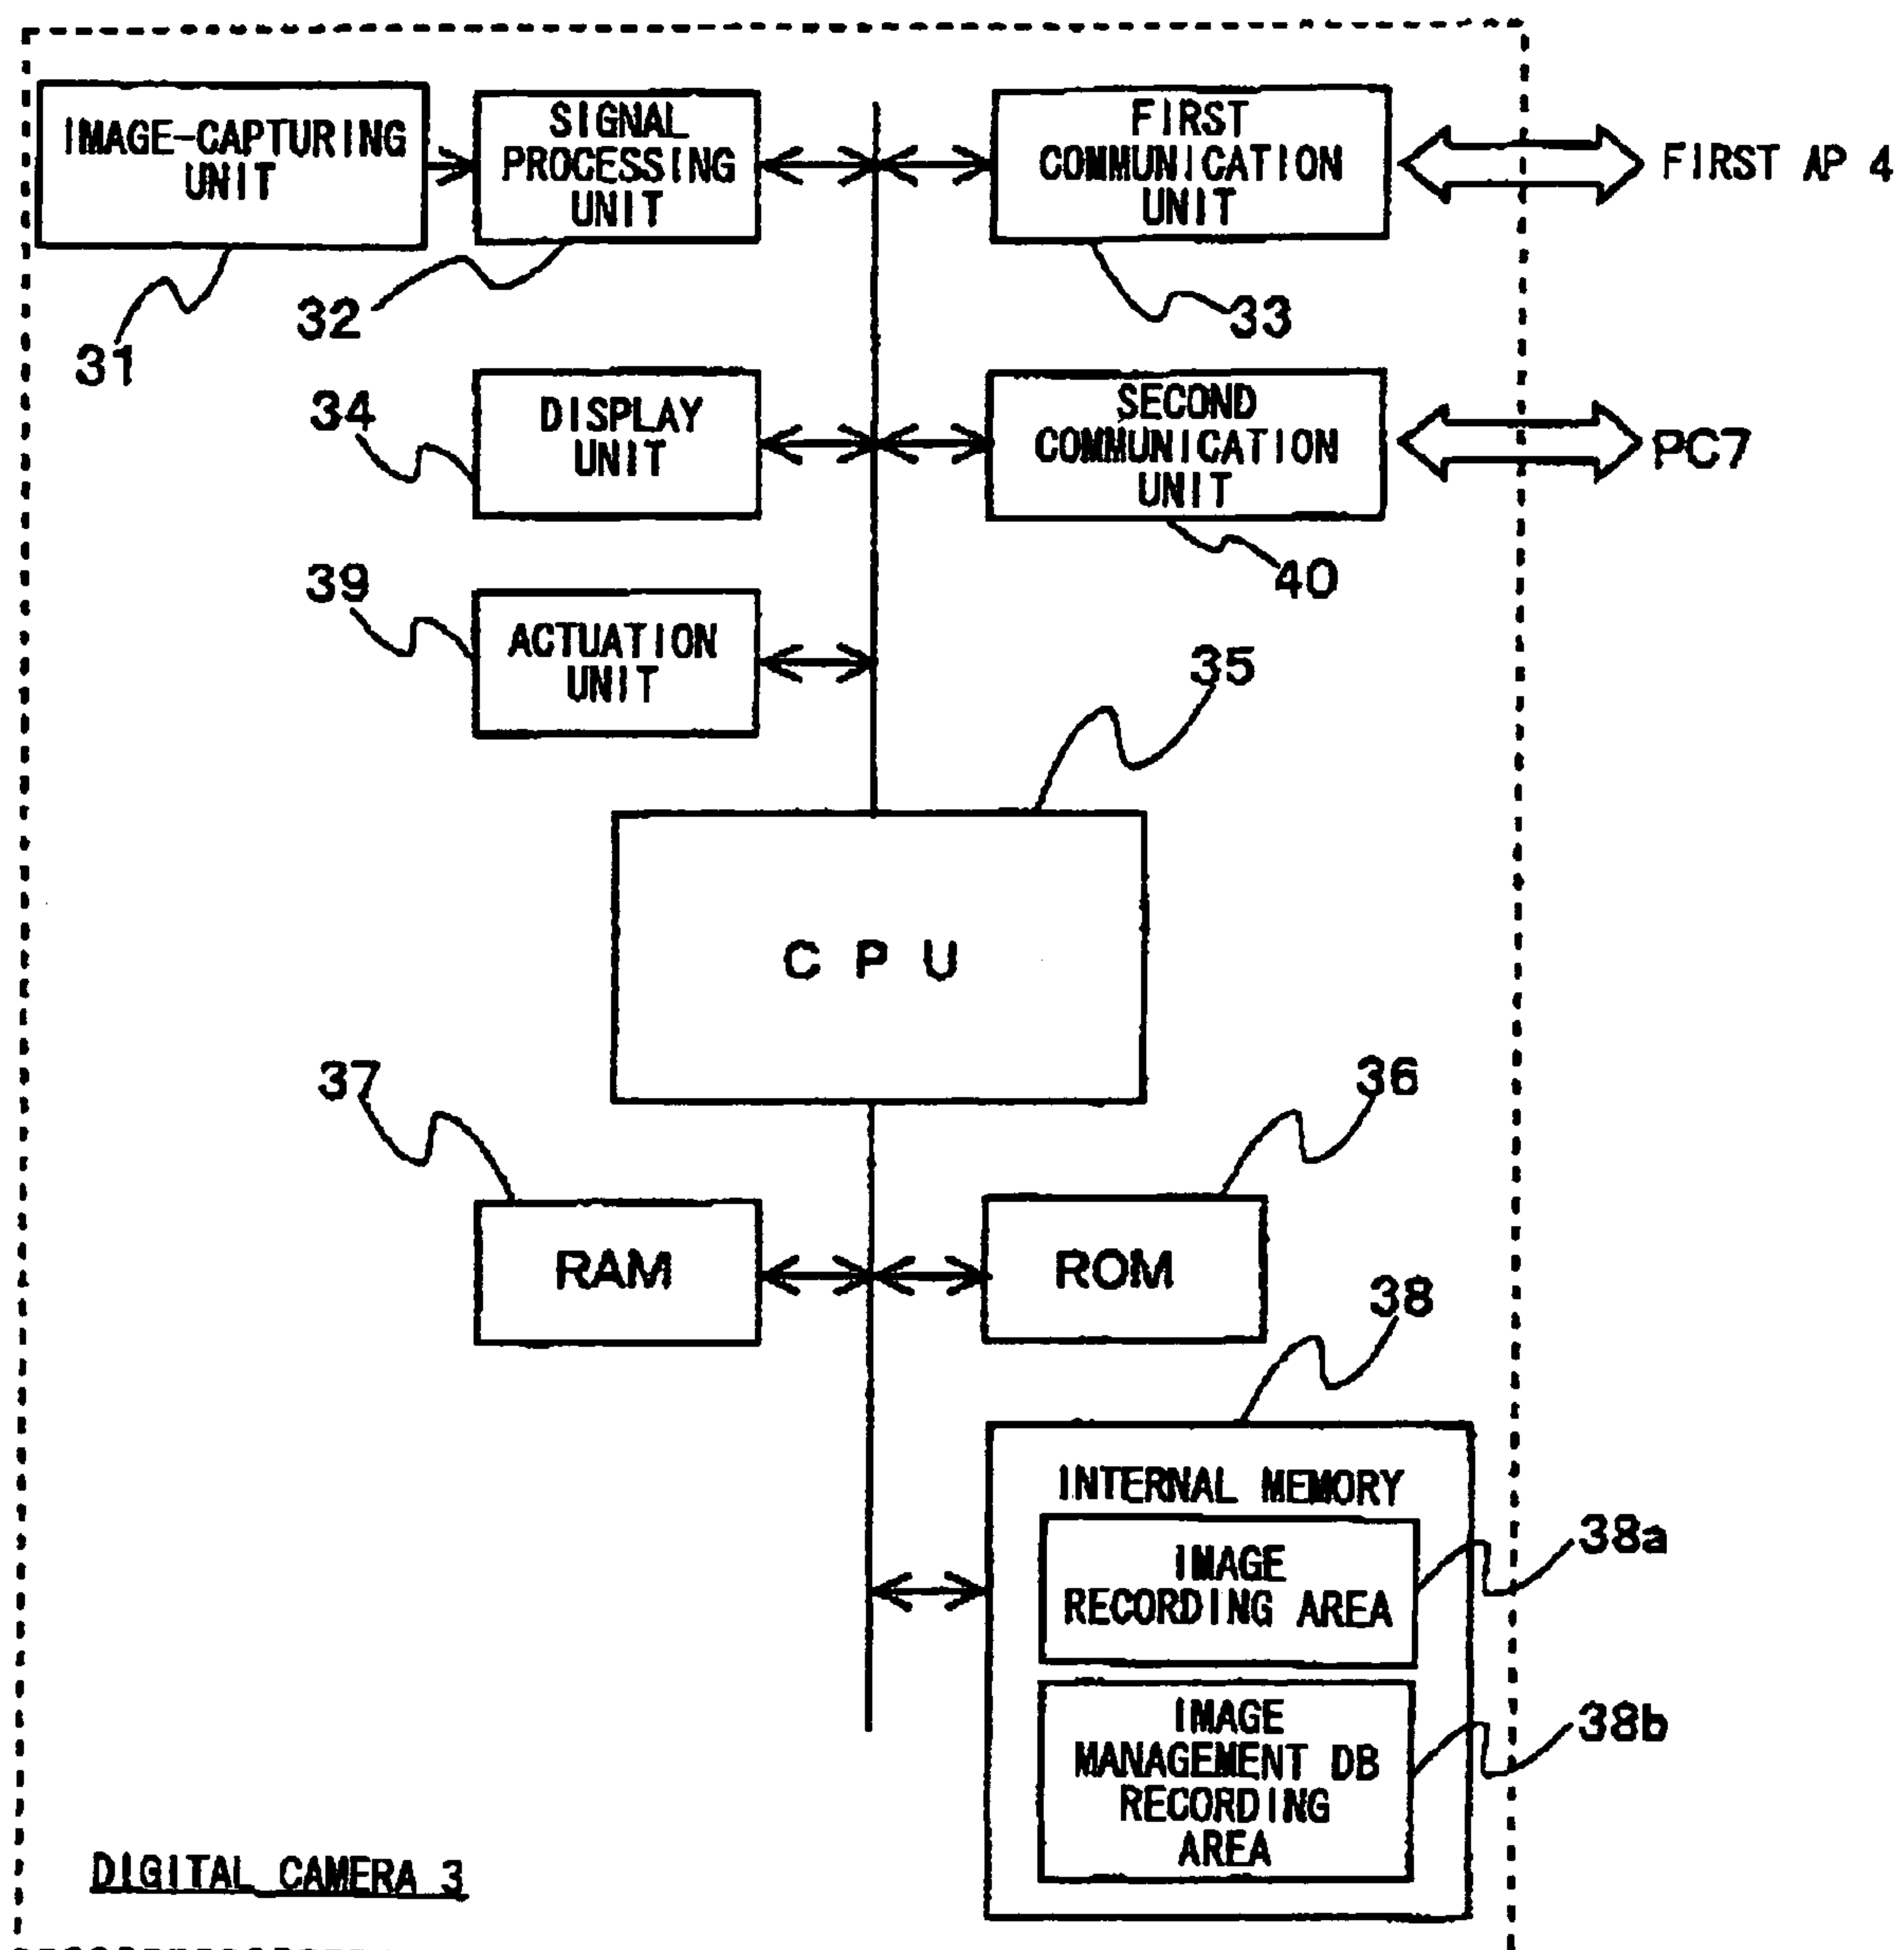 IMAGE-CAPTURING
UNIT
SIGNAL
PROCESSING
UNIT
FIRST
COMMUNICATION
UNIT
FIRST AP 4
31
32
33
34
DISPLAY
UNIT
SECOND
COMMUNICATION
UNIT
PC7
40
39
ACTUATION
UNIT
35
CPU
37
36
RAM
ROM
38
INTERNAL MEMORY
IMAGE
RECORDING AREA
38a
IMAGE
MANAGEMENT DB
RECORDING
AREA
38b
DIGITAL CAMERA 3